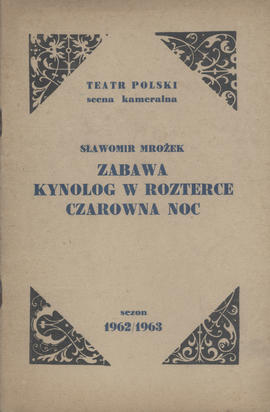 TEATR POLSKI
scena kameralna
SŁAWOMIR MROŻEK
ZABAWA
KYNOLOG W ROZTERCE
CZAROWNA NOC
sezon
1962/1963